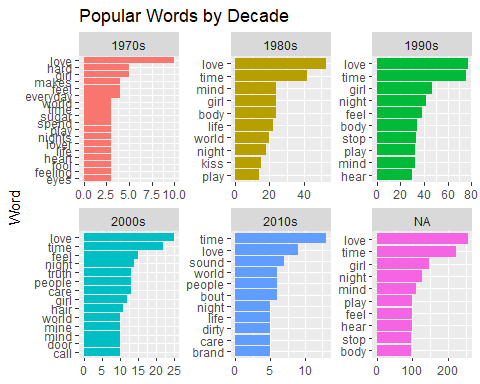 Popular Words by Decade
Word
1970s
love
hard
girl
makes
feel
everyday
world
time
sugar
spend
play
nights
lover
life
heart
fool
feeling
eyes
0.0 2.5 5.0 7.5 10.0
1980s
love
time
mind
girl
body
life
world
night
kiss
play
0 20 40
1990s
love
time
girl
night
feel
body
stop
play
mind
hear
0 20 40 60 80
2000s
love
time
feel
night
truth
people
care
girl
hair
world
mine
mind
door
call
0 5 10 15 20 25
2010s
time
love
sound
world
people
bout
night
life
dirty
care
brand
0 5 10
NA
love
time
girl
night
mind
play
feel
hear
stop
body
0 100 200